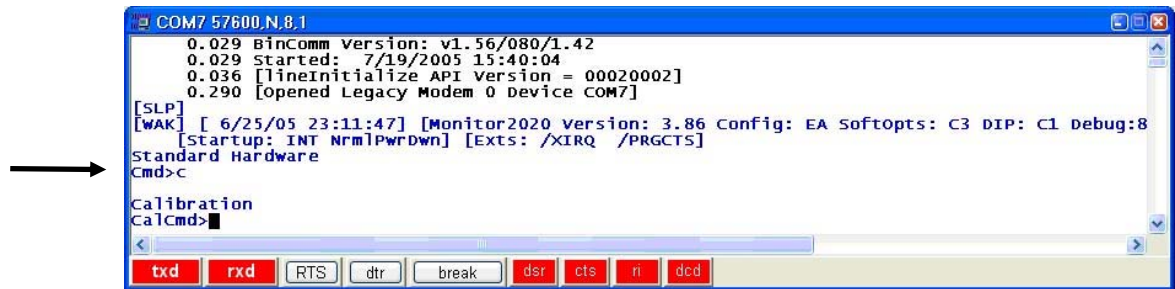 COM7 57600,N,8,1
0.029 BinComm Version: v1.56/080/1.42
0.029 Started:  7/19/2005 15:40:04
0.036 [lineInitialize API Version = 00020002]
0.290 [Opened Legacy Modem 0 Device COM7]
[SLP]
[WAK] [ 6/25/05 23:11:47] [Monitor2020 Version: 3.86 Config: EA SoftOpts: C3 DIP: C1 Debug:8
[Startup: INT NrmlPwrDwn] [Exts: /XIRQ  /PRGCTS]
Standard Hardware
Cmd>c
Calibration
CalCmd>
txd rxd RTS dtr break dsr cts ri dcd